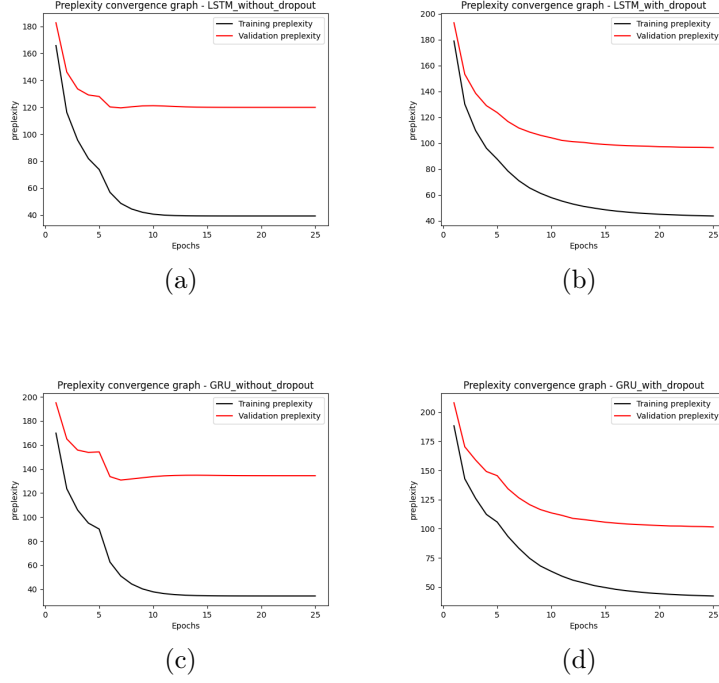 Preplexity convergence graph - LSTM_without_dropout
Training preplexity
Validation preplexity
180
160
140
120
100
80
60
40
preplexity
0 5 10 15 20 25
Epochs
(a)
Preplexity convergence graph - LSTM_with_dropout
Training preplexity
Validation preplexity
200
180
160
140
120
100
80
60
40
preplexity
0 5 10 15 20 25
Epochs
(b)
Preplexity convergence graph - GRU_without_dropout
Training preplexity
Validation preplexity
200
180
160
140
120
100
80
60
40
preplexity
0 5 10 15 20 25
Epochs
(c)
Preplexity convergence graph - GRU_with_dropout
Training preplexity
Validation preplexity
200
175
150
125
100
75
50
preplexity
0 5 10 15 20 25
Epochs
(d)